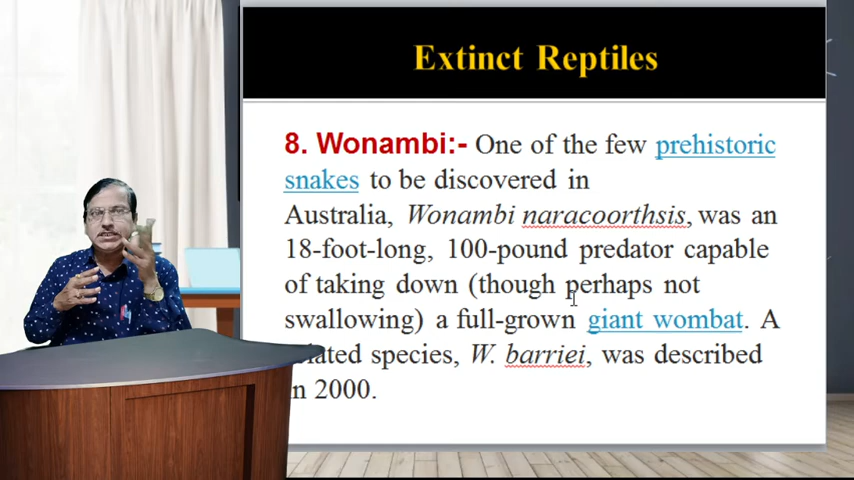 Extinct Reptiles
8. Wonambi:- One of the few prehistoric
snakes to be discovered in
Australia, Wonambi naracoorthsis, was an
18-foot-long, 100-pound predator capable
of taking down (though perhaps not
swallowing) a full-grown giant wombat. A
lated species, W. barriei, was described
n 2000.